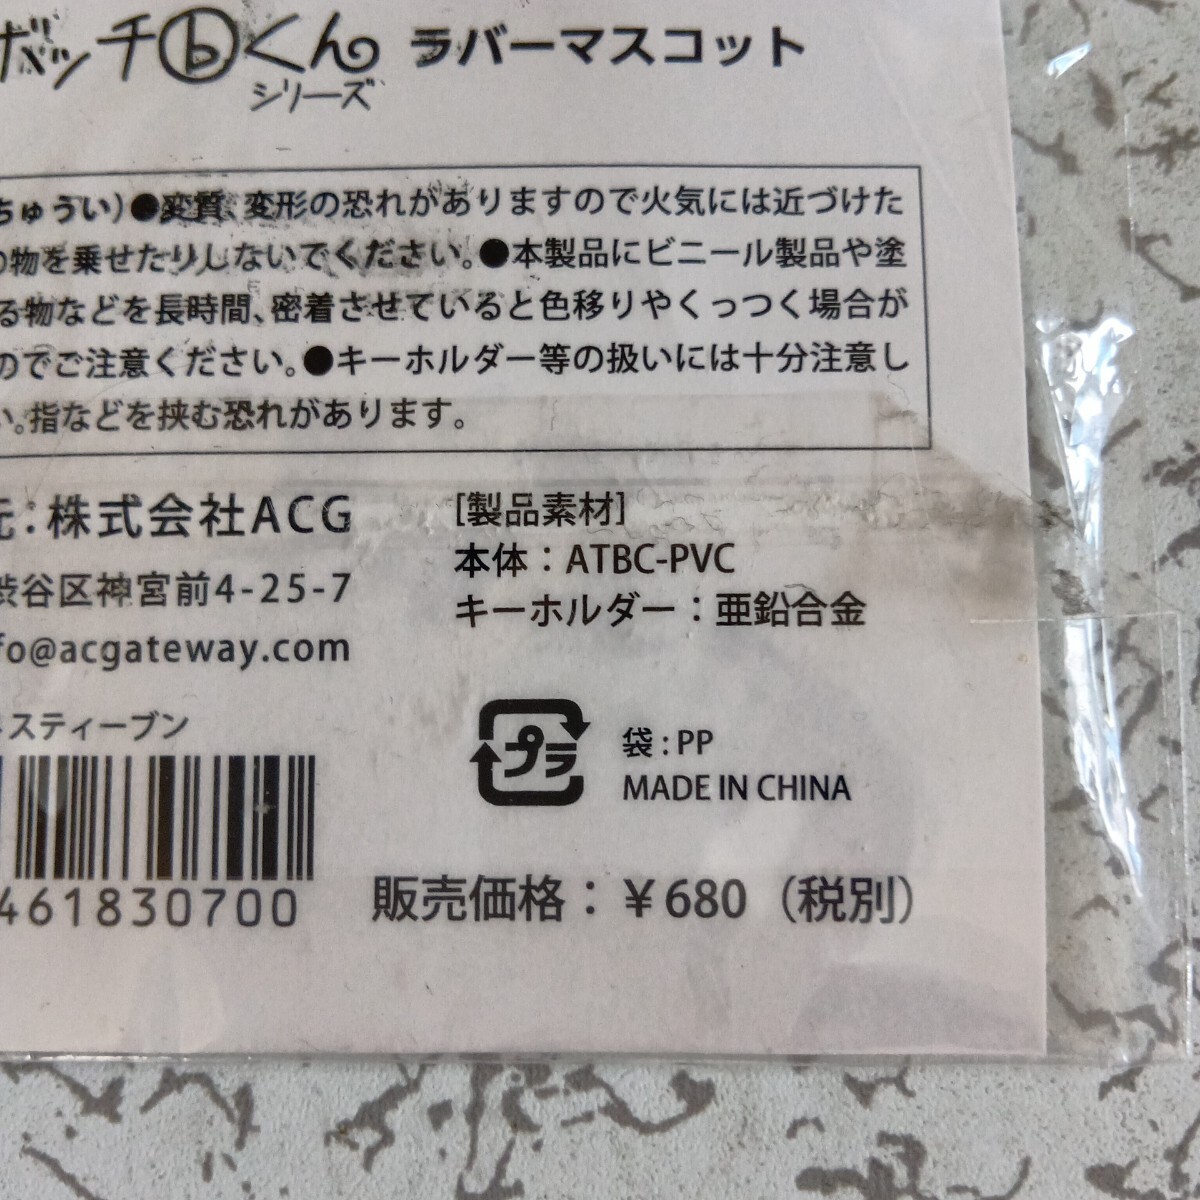 ボッチⓑくん ラバーマスコット
シリーズ
ちゅうい)●変質、変形の恐れがありますので火気には近づけた
の物を乗せたりしないでください。●本製品にビニール製品や塗
る物などを長時間、密着させていると色移りやくっつく場合が
のでご注意ください。●キーホルダー等の扱いには十分注意し
い。指などを挟む恐れがあります。
元:株式会社ACG
渋谷区神宮前4-25-7
fo@acgateway.com
[製品素材]
本体：ATBC-PVC
キーホルダー：亜鉛合金
スティーブン
461830700
プラ
袋:PP
MADE IN CHINA
販売価格：￥680（税別）